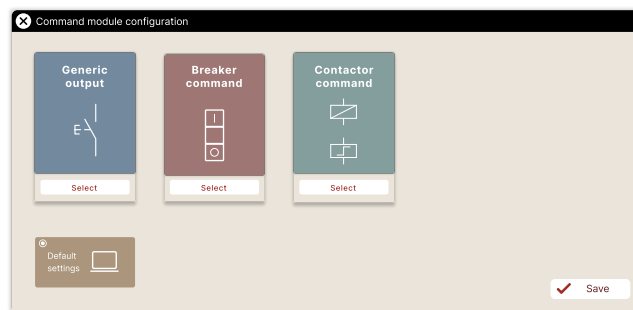 Command module configuration
Generic
output
Breaker
command
Contactor
command
Select
Select
Select
Default
settings
Save